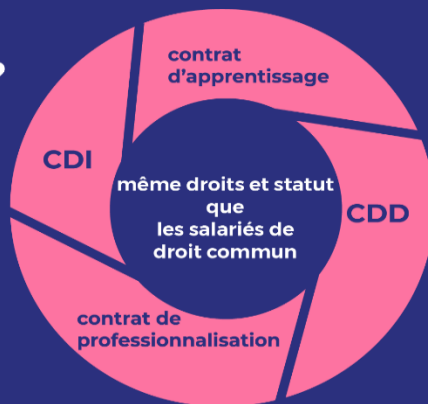 contrat
d'apprentissage
CDI
même droits et statut
que
les salariés de
droit commun
CDD
contrat de
professionnalisation